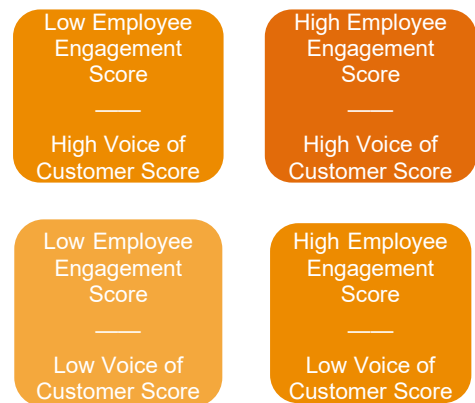 Low Employee
Engagement
Score
____
High Voice of
Customer Score
High Employee
Engagement
Score
____
High Voice of
Customer Score
Low Employee
Engagement
Score
____
Low Voice of
Customer Score
High Employee
Engagement
Score
____
Low Voice of
Customer Score